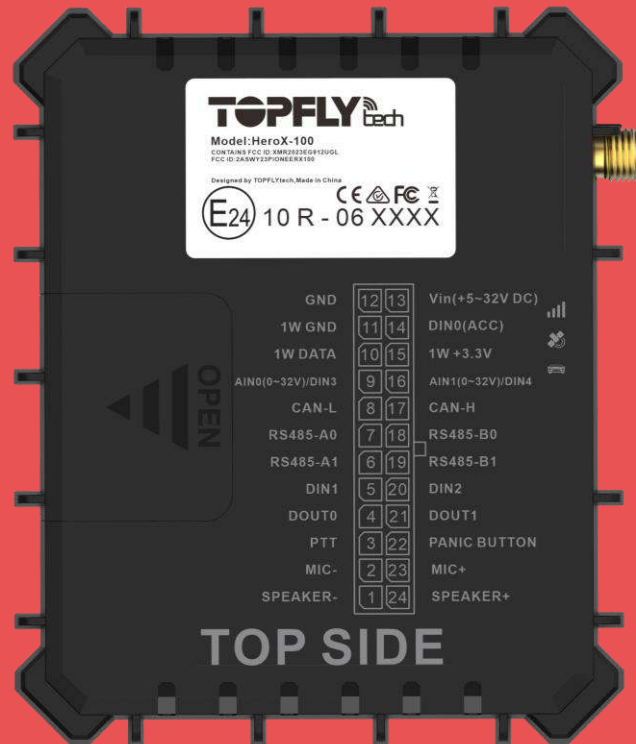 TOPFLYtech
Model:HeroX-100
CONTAINS FCC ID:XMR2023EG912UGL
FCC ID:2ASWY23PIONEERX100
Designed by TOPFLYtech,Made in China
CE FC
E24 10 R - 06 XXXX
GND 12 13 Vin(+5~32V DC)
1W GND 11 14 DIN0(ACC)
1W DATA 10 15 1W +3.3V
AIN0(0~32V)/DIN3 9 16 AIN1(0~32V)/DIN4
CAN-L 8 17 CAN-H
RS485-A0 7 18 RS485-B0
RS485-A1 6 19 RS485-B1
DIN1 5 20 DIN2
DOUT0 4 21 DOUT1
PTT 3 22 PANIC BUTTON
MIC- 2 23 MIC+
SPEAKER- 1 24 SPEAKER+
OPEN
TOP SIDE